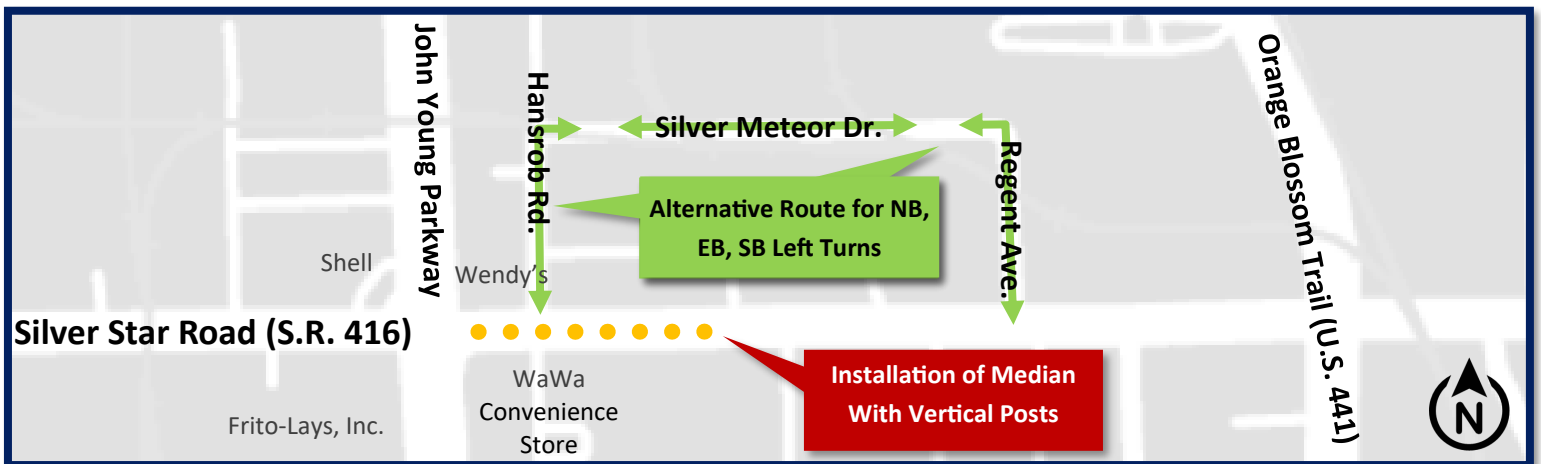 John Young Parkway
Hansrob Rd.
Silver Meteor Dr.
Regent Ave.
Orange Blossom Trail (U.S. 441)
Alternative Route for NB,
EB, SB Left Turns
Shell
Wendy's
Silver Star Road (S.R. 416)
WaWa
Convenience
Store
Frito-Lays, Inc.
Installation of Median
With Vertical Posts
N